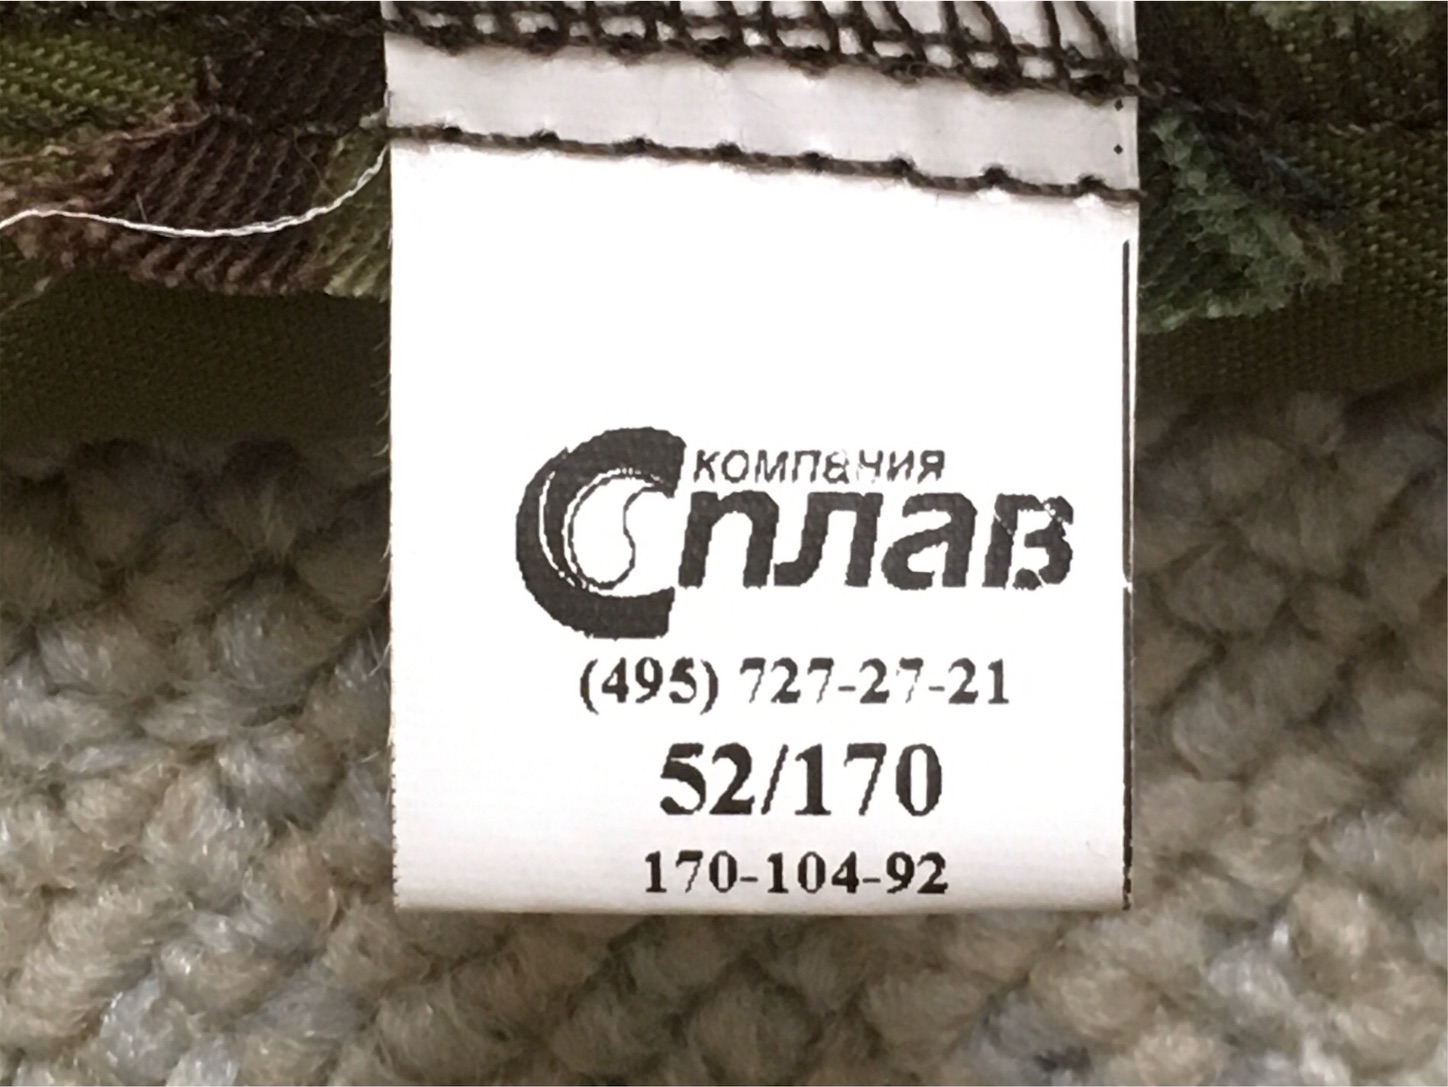 компания
Сплав
(495) 727-27-21
52/170
170-104-92